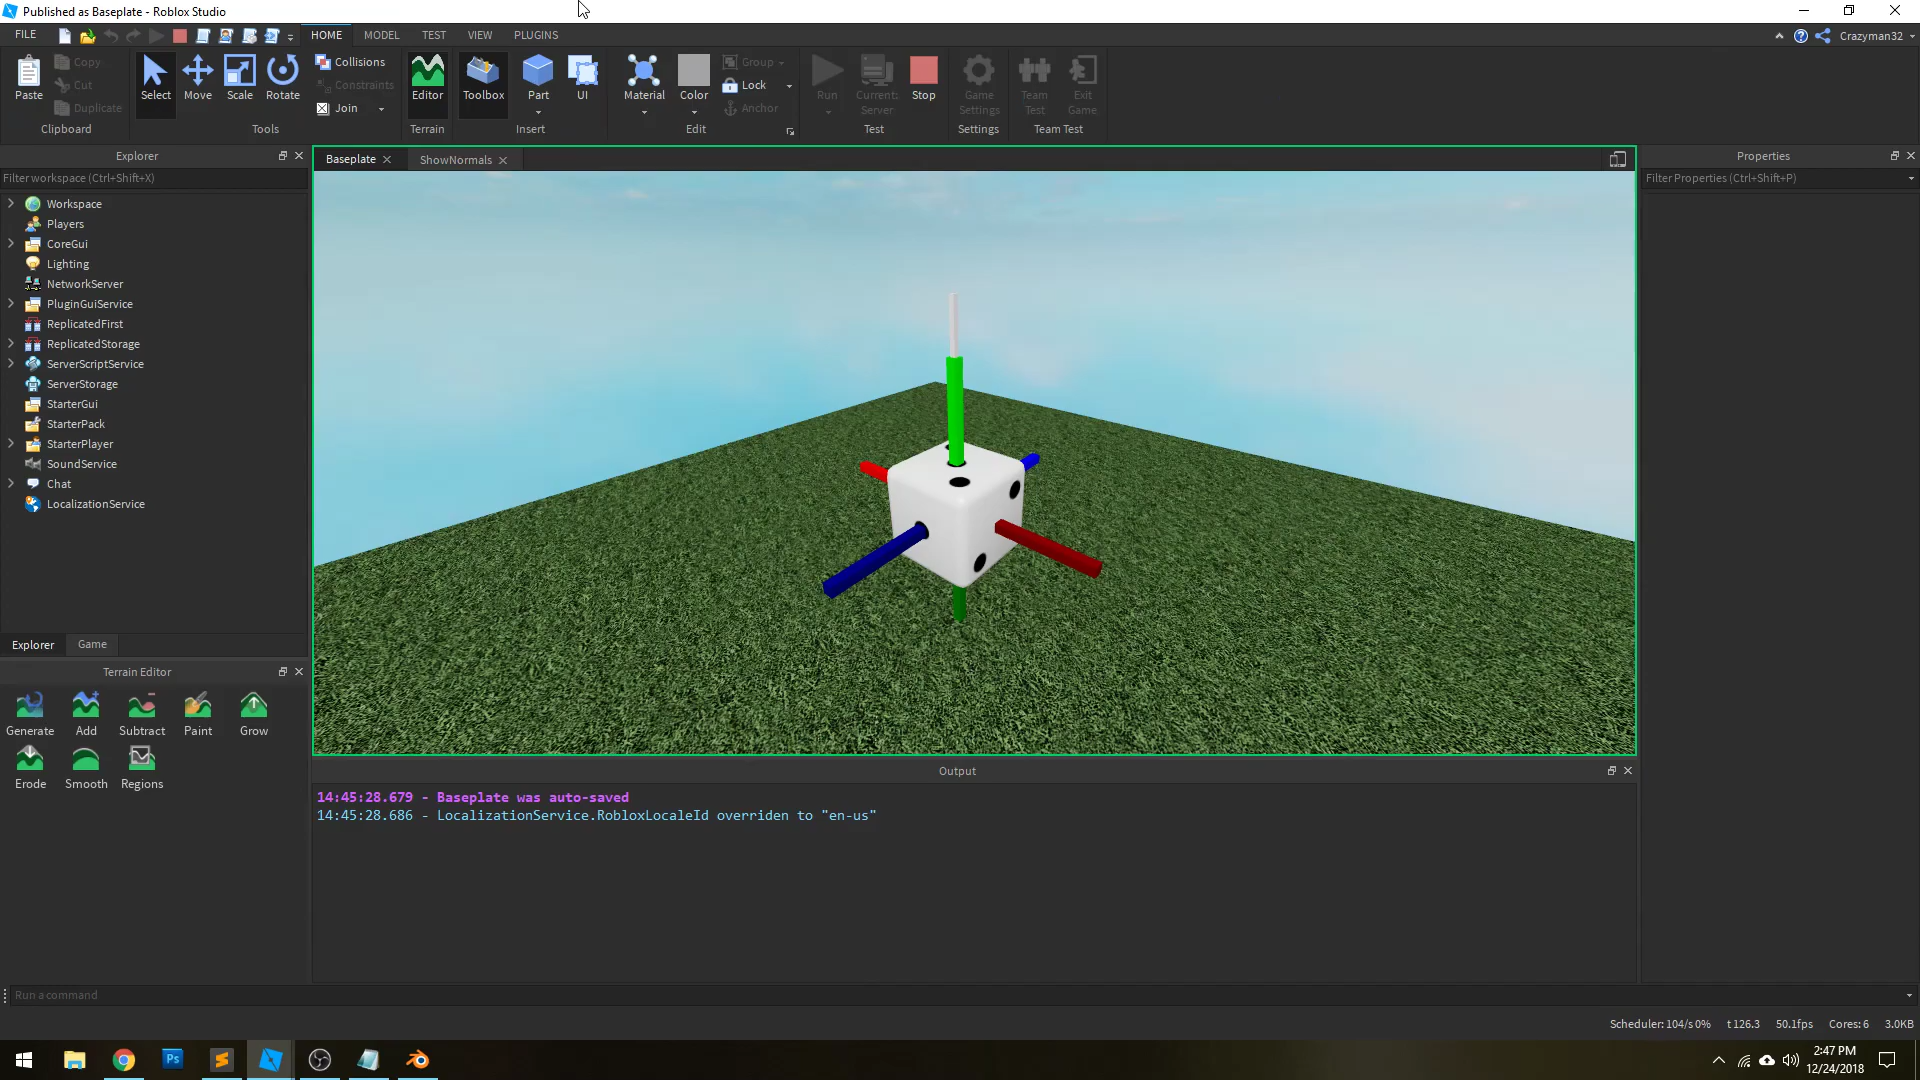 Published as Baseplate - Roblox Studio
FILE
HOME
MODEL
TEST
VIEW
PLUGINS
Crazyman32
Paste
Copy
Cut
Duplicate
Clipboard
Select
Move
Scale
Rotate
Collisions
Constraints
Join
Tools
Editor
Terrain
Toolbox
Part
UI
Insert
Material
Color
Group
Lock
Anchor
Edit
Run
Current:
Server
Stop
Test
Game
Settings
Settings
Team
Test
Exit
Game
Team Test
Explorer
Filter workspace (Ctrl+Shift+X)
Workspace
Players
CoreGui
Lighting
NetworkServer
PluginGuiService
ReplicatedFirst
ReplicatedStorage
ServerScriptService
ServerStorage
StarterGui
StarterPack
StarterPlayer
SoundService
Chat
LocalizationService
Explorer
Game
Terrain Editor
Generate
Add
Subtract
Paint
Grow
Erode
Smooth
Regions
Baseplate
ShowNormals
Properties
Filter Properties (Ctrl+Shift+P)
Output
14:45:28.679 - Baseplate was auto-saved
14:45:28.686 - LocalizationService.RobloxLocaleId overriden to "en-us"
Run a command
Scheduler: 104/s 0%
t 126.3
50.1fps
Cores: 6
3.0KB
Ps
2:47 PM
12/24/2018